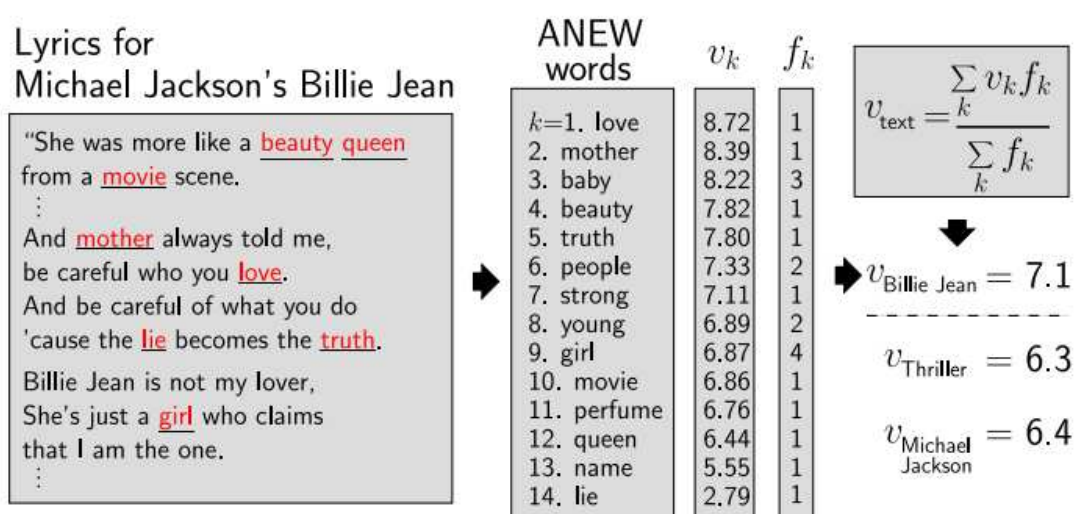 Lyrics for
Michael Jackson's Billie Jean
“She was more like a beauty queen
from a movie scene.
⋮
And mother always told me,
be careful who you love.
And be careful of what you do
'cause the lie becomes the truth.
Billie Jean is not my lover,
She's just a girl who claims
that I am the one.
⋮
ANEW
words
v_k f_k
k=1. love 8.72 1
2. mother 8.39 1
3. baby 8.22 3
4. beauty 7.82 1
5. truth 7.80 1
6. people 7.33 2
7. strong 7.11 1
8. young 6.89 2
9. girl 6.87 4
10. movie 6.86 1
11. perfume 6.76 1
12. queen 6.44 1
13. name 5.55 1
14. lie 2.79 1
v_text = ∑_k v_k f_k / ∑_k f_k
v_Billie Jean = 7.1
v_Thriller = 6.3
v_Michael Jackson = 6.4